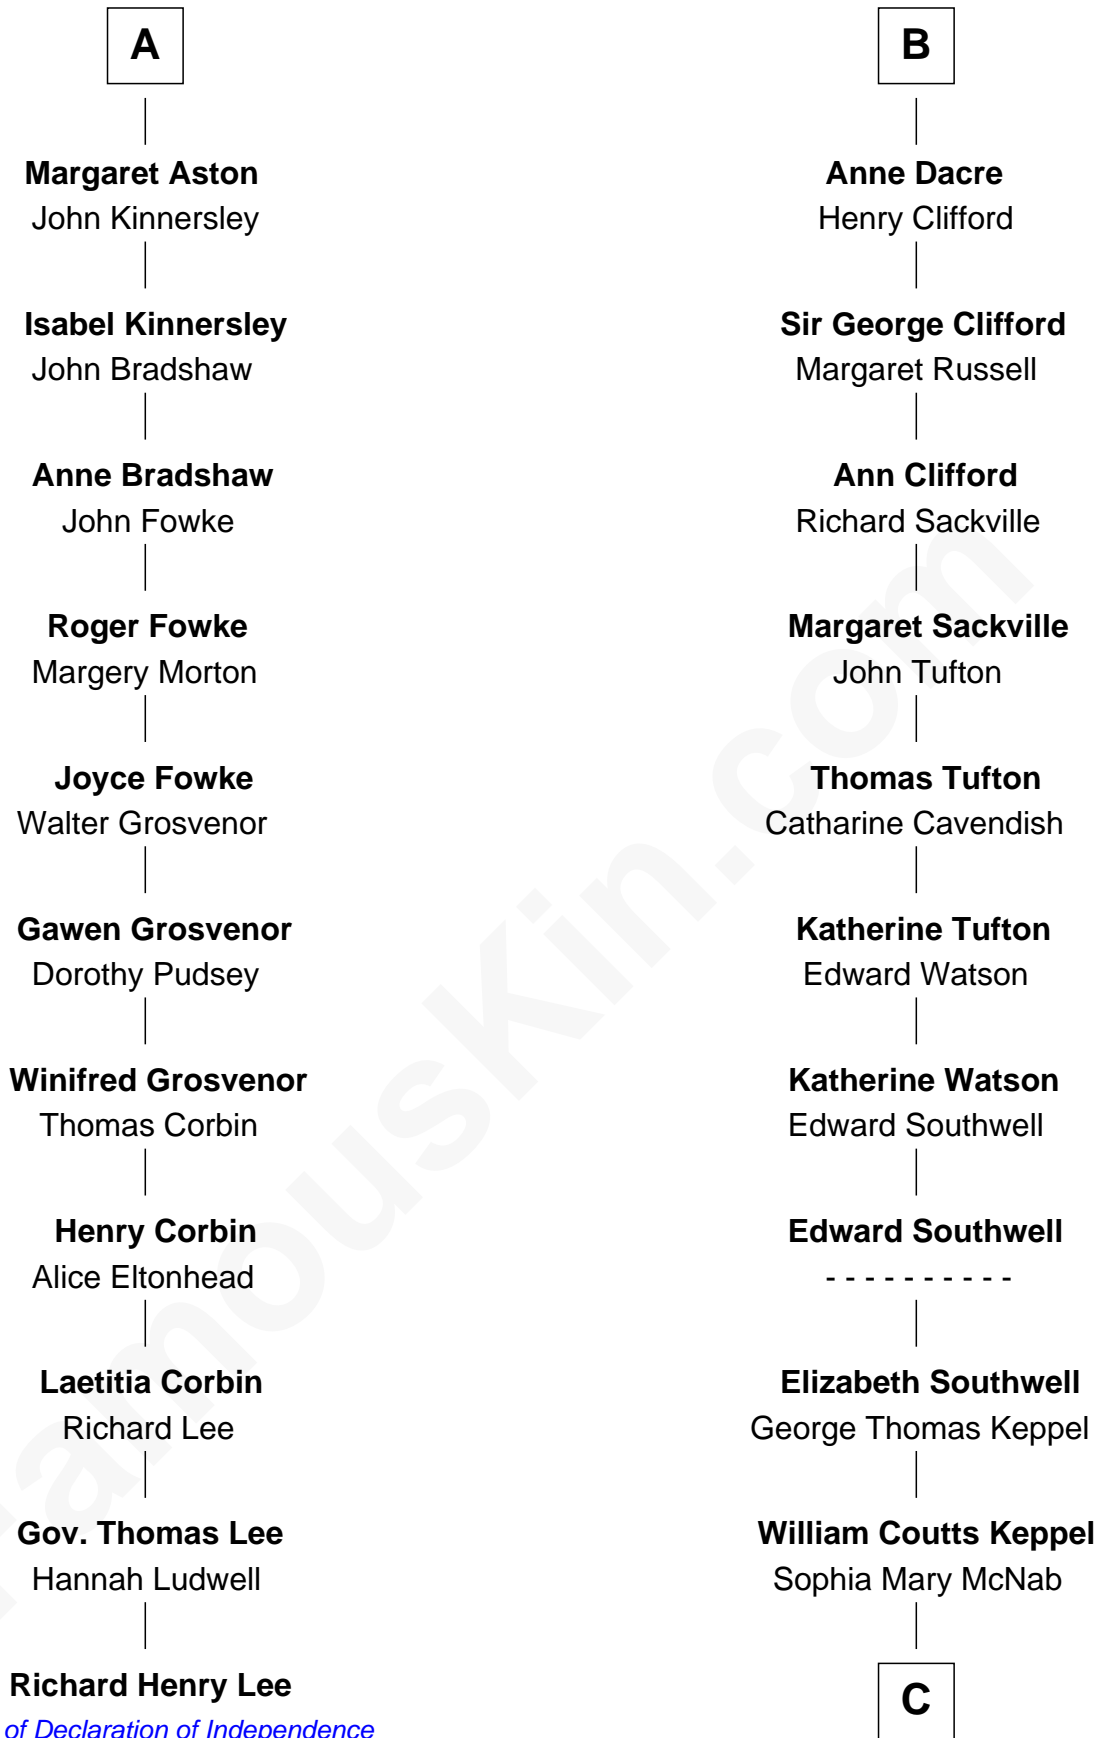 A
Margaret Aston
John Kinnersley
Isabel Kinnersley
John Bradshaw
Anne Bradshaw
John Fowke
Roger Fowke
Margery Morton
Joyce Fowke
Walter Grosvenor
Gawen Grosvenor
Dorothy Pudsey
Winifred Grosvenor
Thomas Corbin
Henry Corbin
Alice Eltonhead
Laetitia Corbin
Richard Lee
Gov. Thomas Lee
Hannah Ludwell
Richard Henry Lee
of Declaration of Independence
B
Anne Dacre
Henry Clifford
Sir George Clifford
Margaret Russell
Ann Clifford
Richard Sackville
Margaret Sackville
John Tufton
Thomas Tufton
Catharine Cavendish
Katherine Tufton
Edward Watson
Katherine Watson
Edward Southwell
Edward Southwell
- - - - - - - - - -
Elizabeth Southwell
George Thomas Keppel
William Coutts Keppel
Sophia Mary McNab
C
FamousKin.com